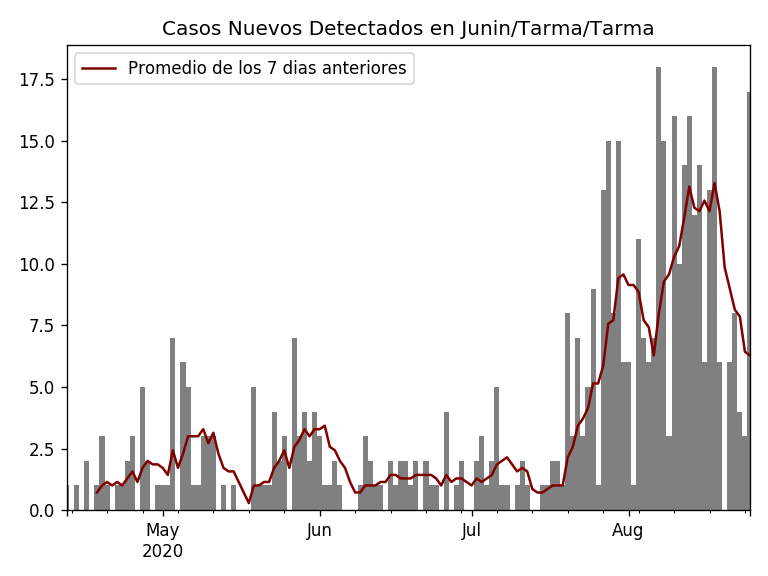 Casos Nuevos Detectados en Junin/Tarma/Tarma
Promedio de los 7 dias anteriores
17.5
15.0
12.5
10.0
7.5
5.0
2.5
0.0
May
2020
Jun
Jul
Aug